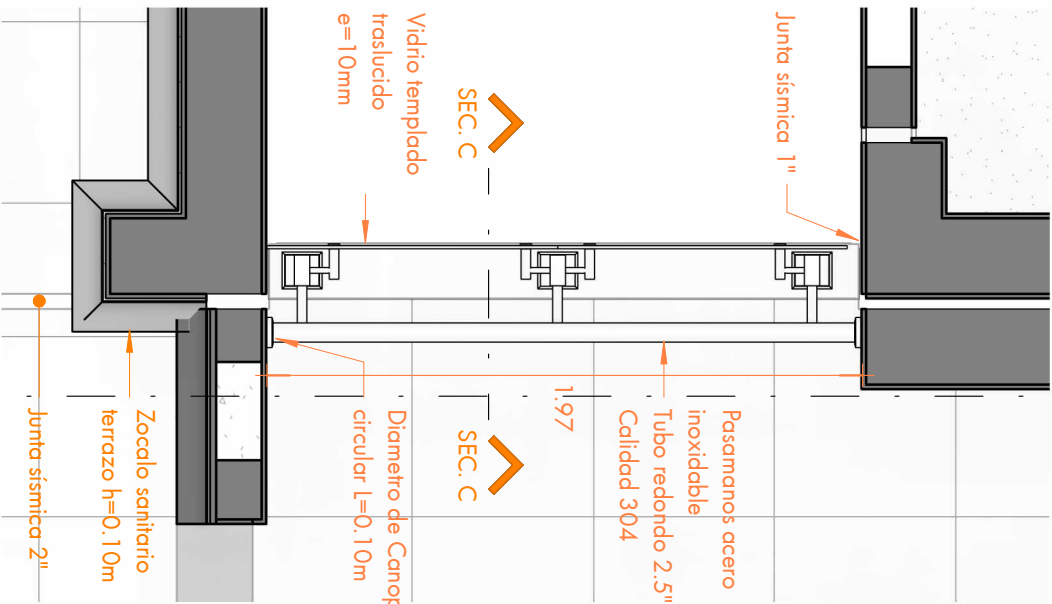 Vidrio templado
traslucido
e=10mm
SEC. C
Junta sísmica 1"
1.97
Pasamanos acero
inoxidable
Tubo redondo 2.5"
Calidad 304
SEC. C
Diametro de Canop
circular L=0.10m
Zocalo sanitario
terrazo h=0.10m
Junta sísmica 2"